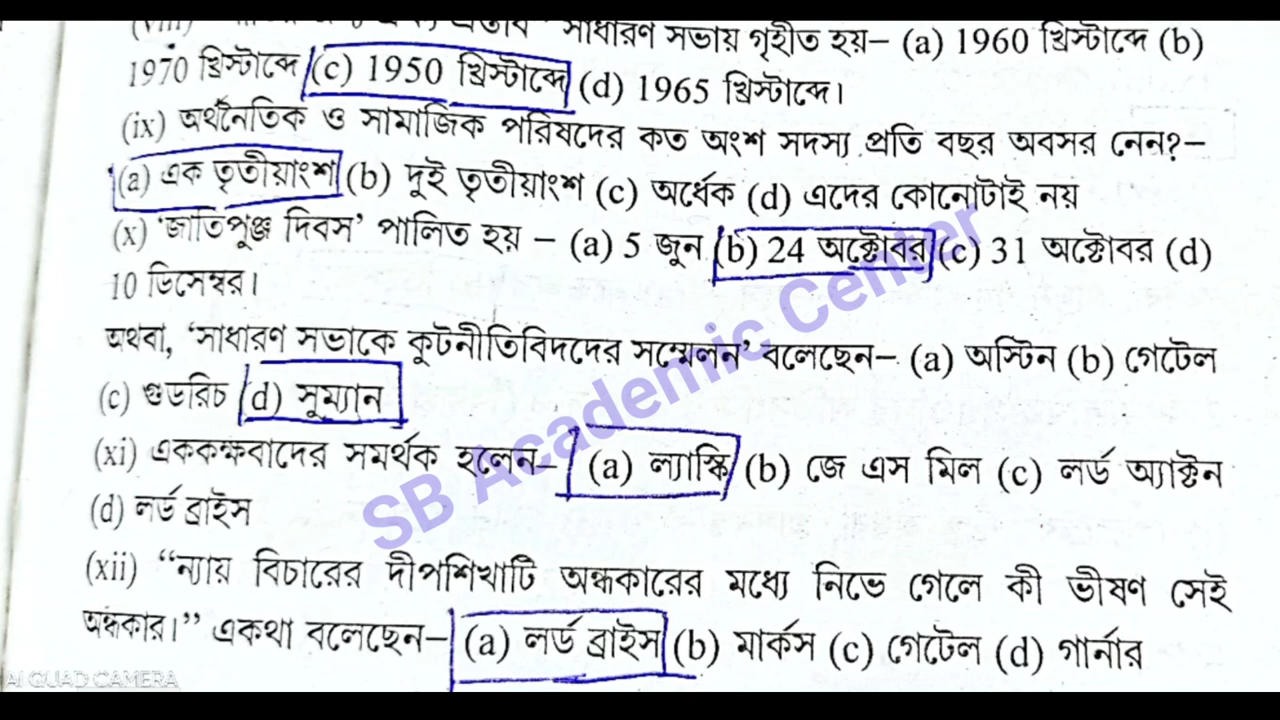 সাধারণ সভায় গৃহীত হয়– (a) 1960 খ্রিস্টাব্দে (b)
1970 খ্রিস্টাব্দে (c) 1950 খ্রিস্টাব্দে (d) 1965 খ্রিস্টাব্দে।
(ix) অর্থনৈতিক ও সামাজিক পরিষদের কত অংশ সদস্য প্রতি বছর অবসর নেন?–
(a) এক তৃতীয়াংশ (b) দুই তৃতীয়াংশ (c) অর্ধেক (d) এদের কোনোটাই নয়
(x) ‘জাতিপুঞ্জ দিবস’ পালিত হয় – (a) 5 জুন (b) 24 অক্টোবর (c) 31 অক্টোবর (d)
10 ডিসেম্বর।
অথবা, ‘সাধারণ সভাকে কূটনীতিবিদদের সম্মেলন’ বলেছেন– (a) অস্টিন (b) গেটেল
(c) গুডরিচ (d) সুম্যান
(xi) এককক্ষবাদের সমর্থক হলেন– (a) ল্যাস্কি (b) জে এস মিল (c) লর্ড অ্যাক্টন
(d) লর্ড ব্রাইস
(xii) “ন্যায় বিচারের দীপশিখাটি অন্ধকারের মধ্যে নিভে গেলে কী ভীষণ সেই
অন্ধকার।” একথা বলেছেন– (a) লর্ড ব্রাইস (b) মার্কস (c) গেটেল (d) গার্নার
SB Academic Center
AI QUAD CAMERA